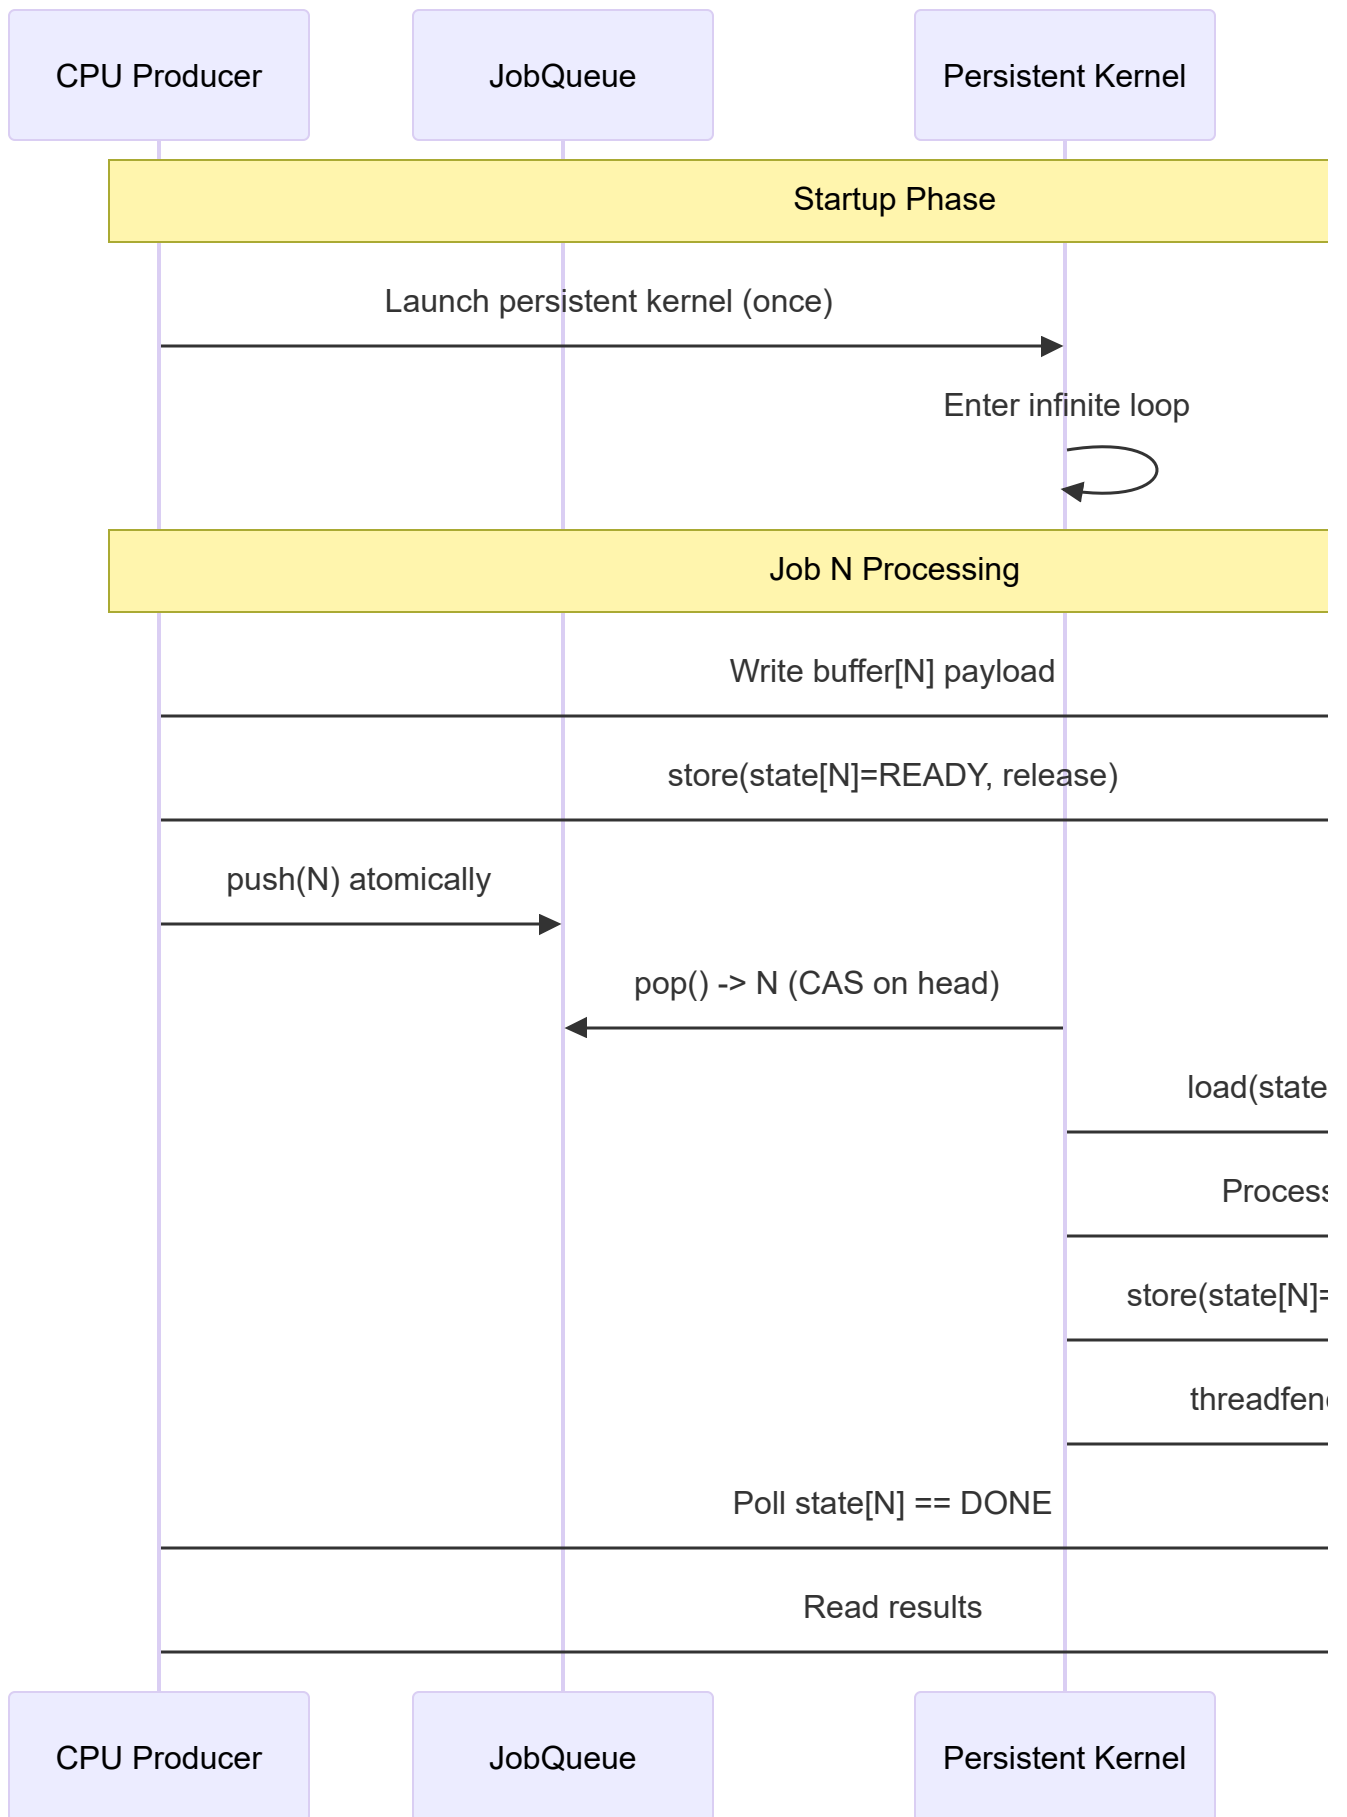 CPU Producer
JobQueue
Persistent Kernel
Startup Phase
Launch persistent kernel (once)
Enter infinite loop
Job N Processing
Write buffer[N] payload
store(state[N]=READY, release)
push(N) atomically
pop() -> N (CAS on head)
load(state
Process
store(state[N]=
threadfenc
Poll state[N] == DONE
Read results
CPU Producer
JobQueue
Persistent Kernel